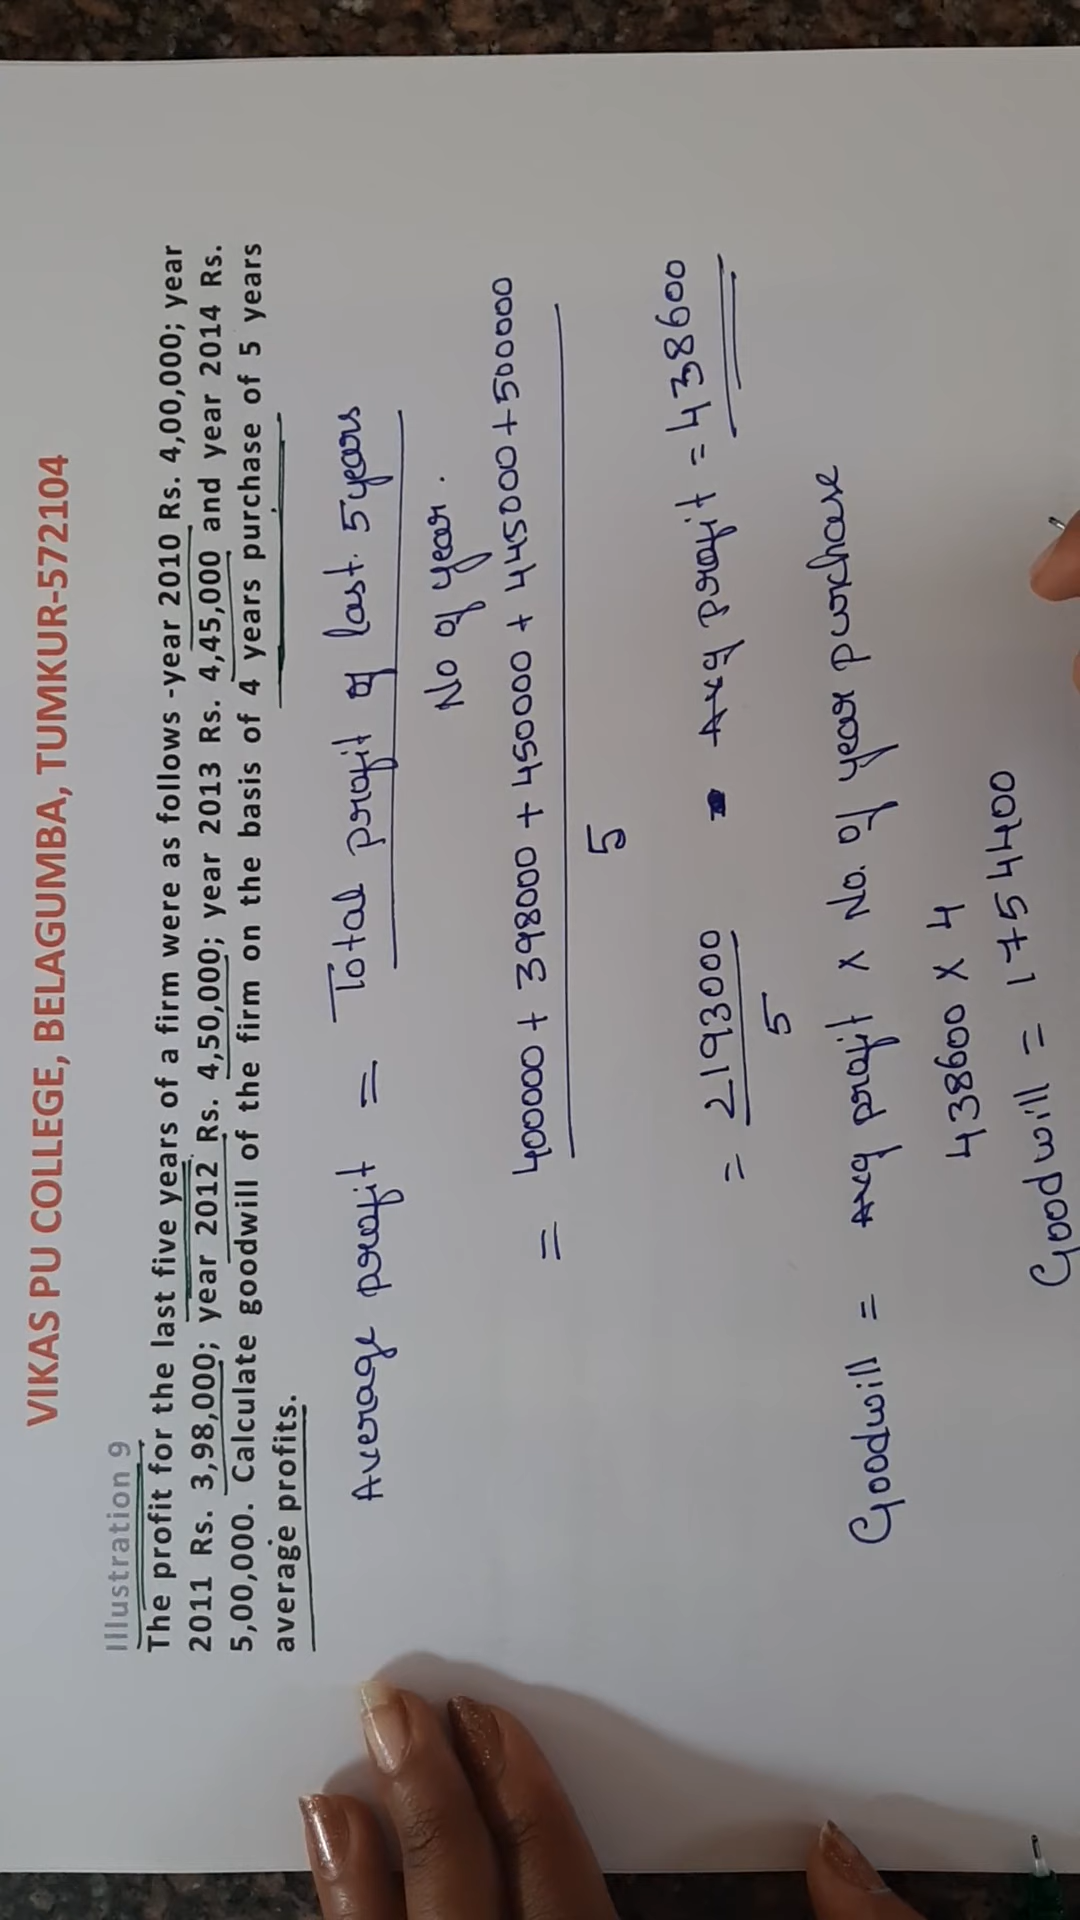 VIKAS PU COLLEGE, BELAGUMBA, TUMKUR-572104
Illustration 9
The profit for the last five years of a firm were as follows -year 2010 Rs. 4,00,000; year
2011 Rs. 3,98,000; year 2012 Rs. 4,50,000; year 2013 Rs. 4,45,000 and year 2014 Rs.
5,00,000. Calculate goodwill of the firm on the basis of 4 years purchase of 5 years
average profits.
Average profit = Total profit of last 5 years
No of year.
= 400000 + 398000 + 450000 + 445000 + 500000
5
= 2193000 Avg profit = 438600
5
Goodwill = Avg profit x No. of year purchase
438600 x 4
Goodwill = 1754400